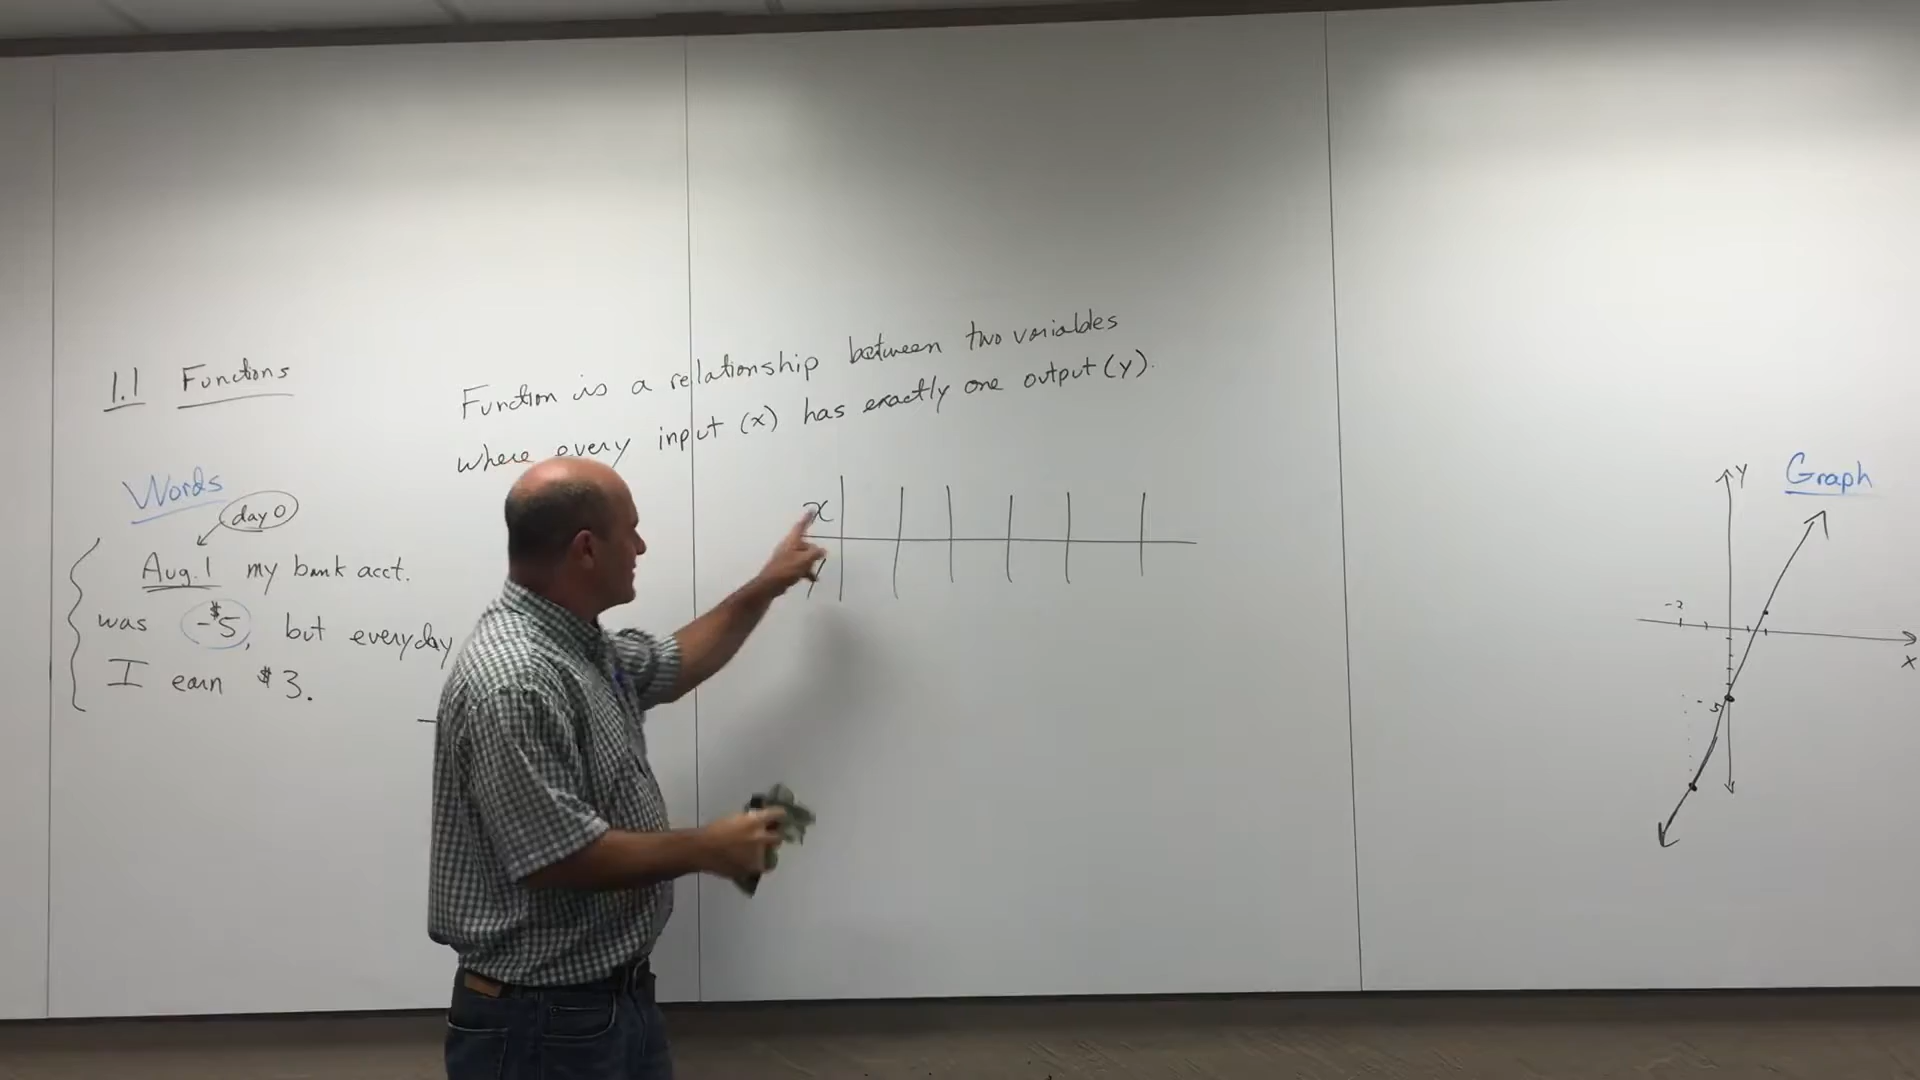 1.1 Functions
Function is a relationship between two variables
where every input (x) has exactly one output (y).
Words
day 0
Aug. 1 my bank acct.
was -$5, but everyday
I earn $3.
x
y
Graph
y
-2
x
-5